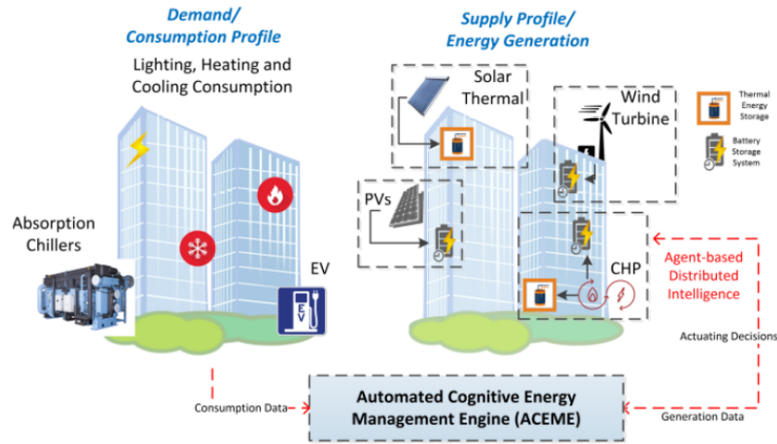 Demand/
Consumption Profile
Lighting, Heating and
Cooling Consumption
Absorption
Chillers
EV
EV
Supply Profile/
Energy Generation
Solar
Thermal
Wind
Turbine
PVs
CHP
Thermal
Energy
Storage
Battery
Storage
System
Agent-based
Distributed
Intelligence
Actuating Decisions
Consumption Data
Automated Cognitive Energy
Management Engine (ACEME)
Generation Data